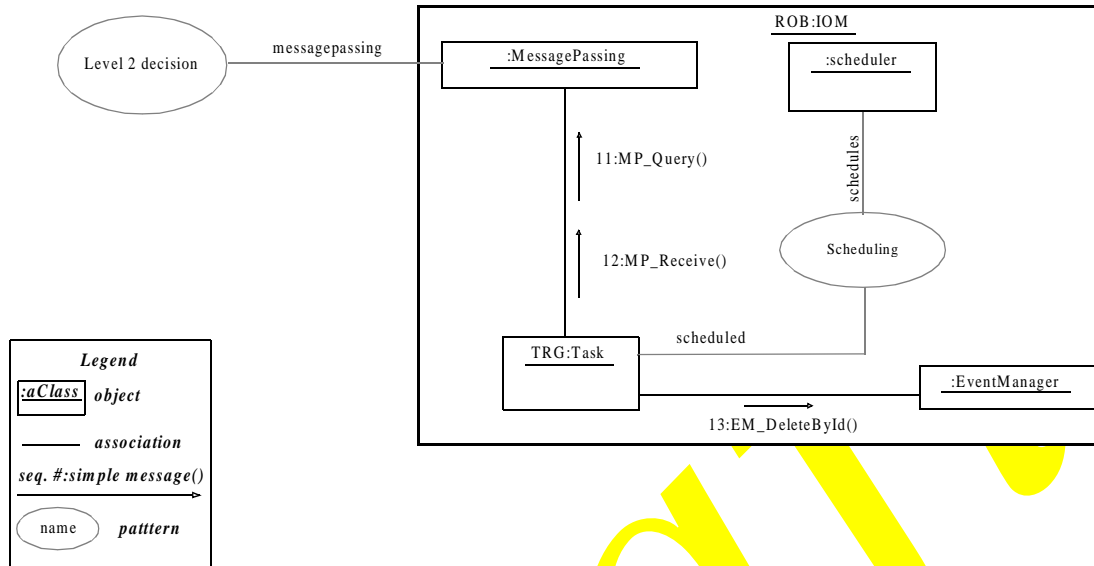 ROB:IOM
messagepassing
:MessagePassing
:scheduler
Level 2 decision
11:MP_Query()
schedules
12:MP_Receive()
Scheduling
scheduled
TRG:Task
:EventManager
13:EM_DeleteById()
Legend
:aClass object
association
seq. #:simple message()
name patttern